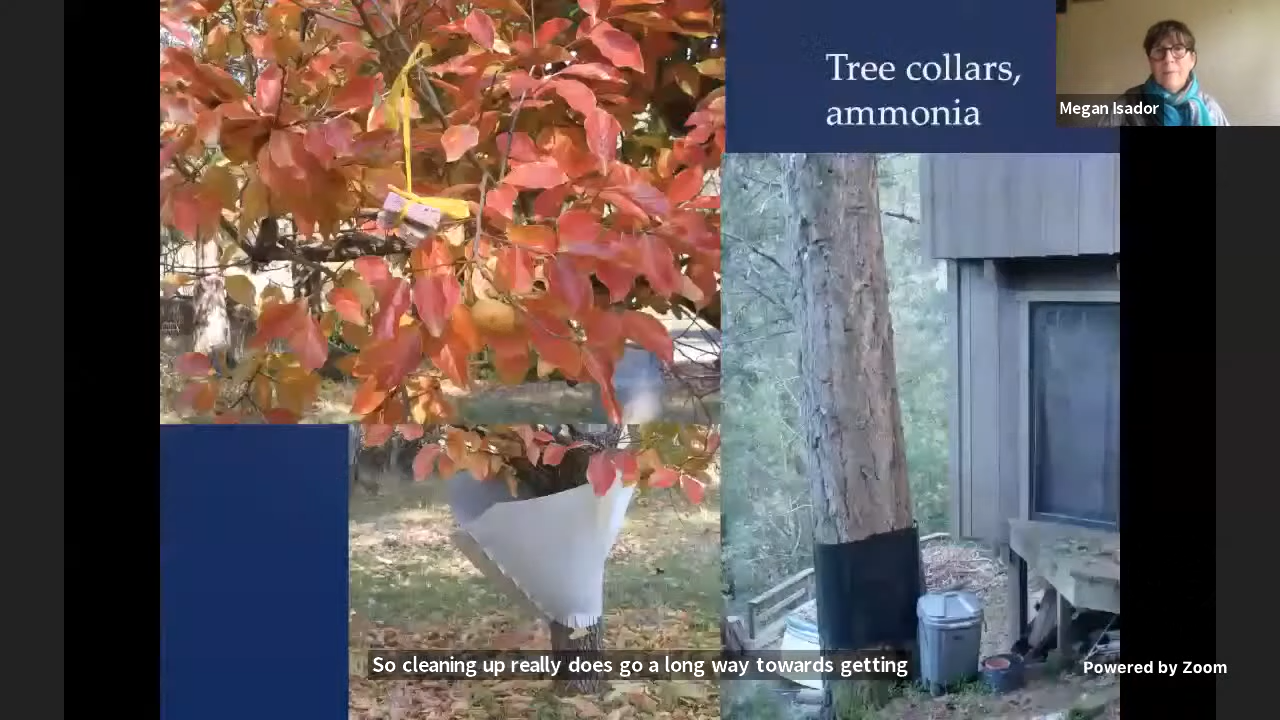 Tree collars,
ammonia
Megan Isador
So cleaning up really does go a long way towards getting
Powered by Zoom